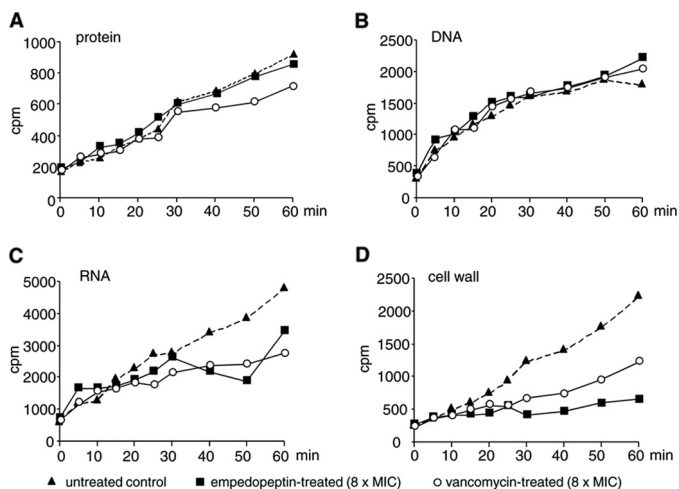 A
protein
1000
800
600
400
200
0
cpm
0 10 20 30 40 50 60 min
B
DNA
2500
2000
1500
1000
500
0
cpm
0 10 20 30 40 50 60 min
C
RNA
5000
4000
3000
2000
1000
0
cpm
0 10 20 30 40 50 60 min
D
cell wall
2500
2000
1500
1000
500
0
cpm
0 10 20 30 40 50 60 min
untreated control
empedopeptin-treated (8 x MIC)
vancomycin-treated (8 x MIC)